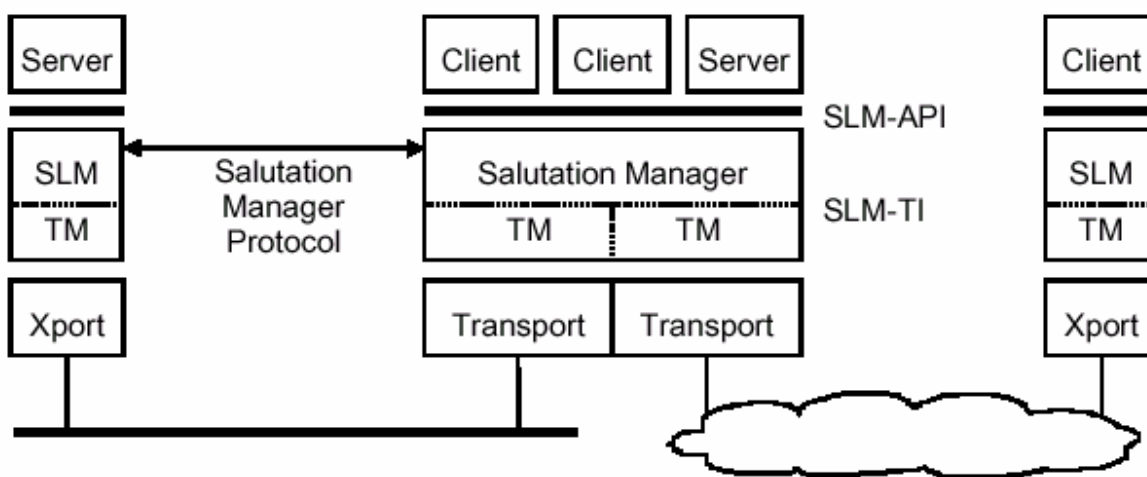 Server
Client
Client
Server
Client
SLM-API
SLM
TM
Salutation
Manager
Protocol
Salutation Manager
TM
TM
SLM-TI
SLM
TM
Xport
Transport
Transport
Xport